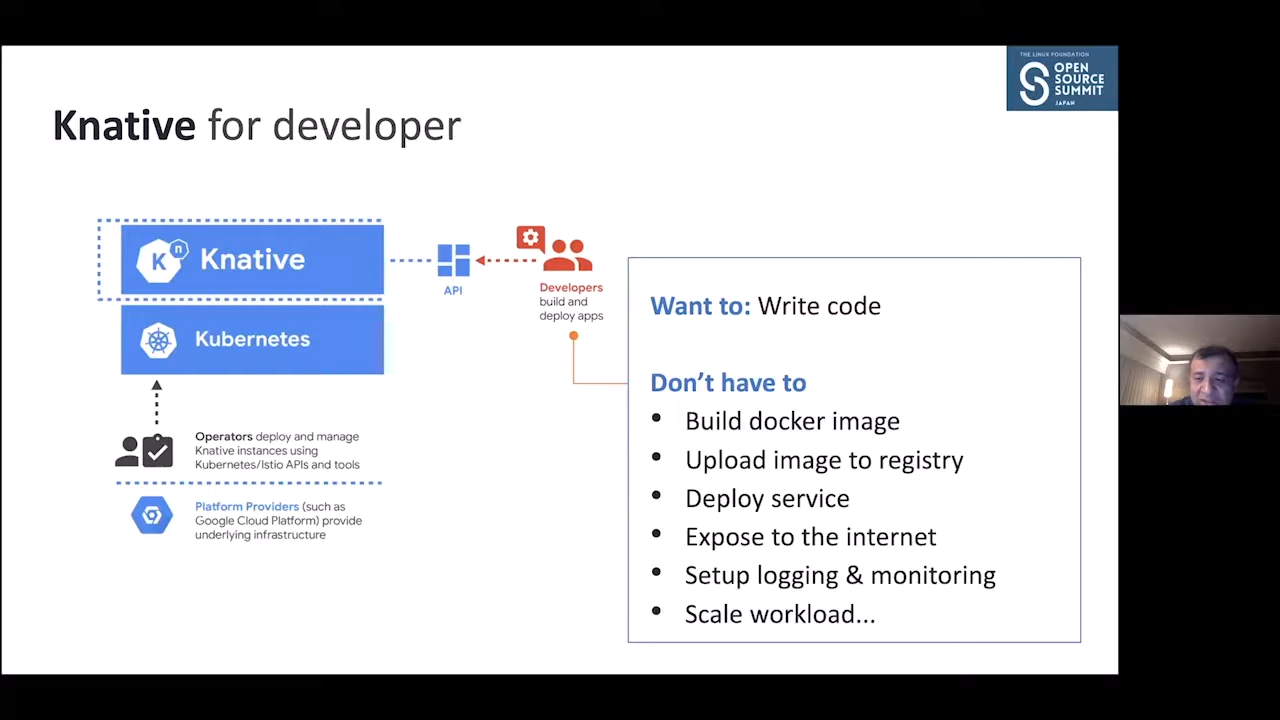 THE LINUX FOUNDATION
OPEN
SOURCE
SUMMIT
JAPAN
Knative for developer
K
n
Knative
Kubernetes
API
Developers
build and
deploy apps
Operators deploy and manage
Knative instances using
Kubernetes/Istio APIs and tools
Platform Providers (such as
Google Cloud Platform) provide
underlying infrastructure
Want to: Write code
Don’t have to
• Build docker image
• Upload image to registry
• Deploy service
• Expose to the internet
• Setup logging & monitoring
• Scale workload...